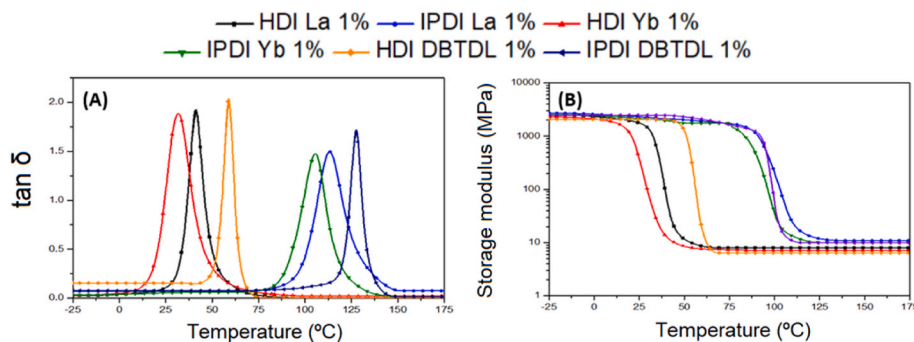 HDI La 1% IPDI La 1% HDI Yb 1%
IPDI Yb 1% HDI DBTDL 1% IPDI DBTDL 1%
(A)
tan δ
2.0
1.5
1.0
0.5
0.0
-25 0 25 50 75 100 125 150 175
Temperature (ºC)
(B)
Storage modulus (MPa)
10000
1000
100
10
1
-25 0 25 50 75 100 125 150 175
Temperature (ºC)